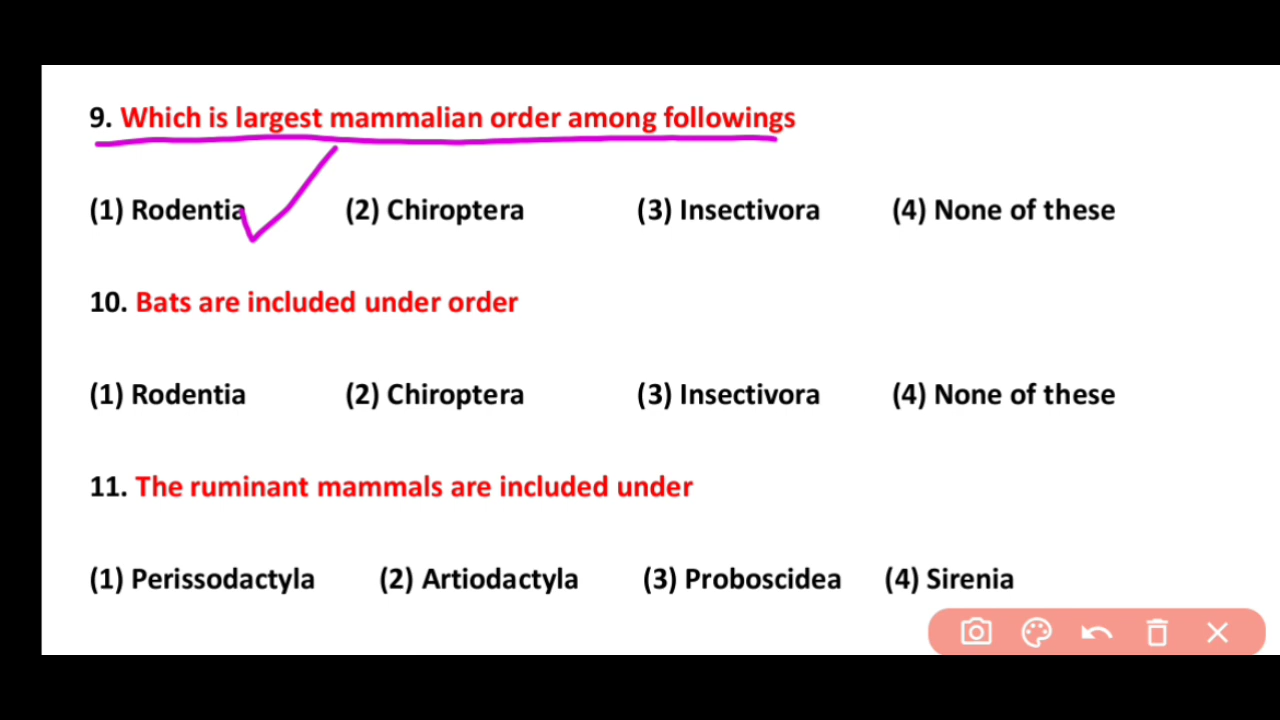 9. Which is largest mammalian order among followings
(1) Rodentia (2) Chiroptera (3) Insectivora (4) None of these
10. Bats are included under order
(1) Rodentia (2) Chiroptera (3) Insectivora (4) None of these
11. The ruminant mammals are included under
(1) Perissodactyla (2) Artiodactyla (3) Proboscidea (4) Sirenia